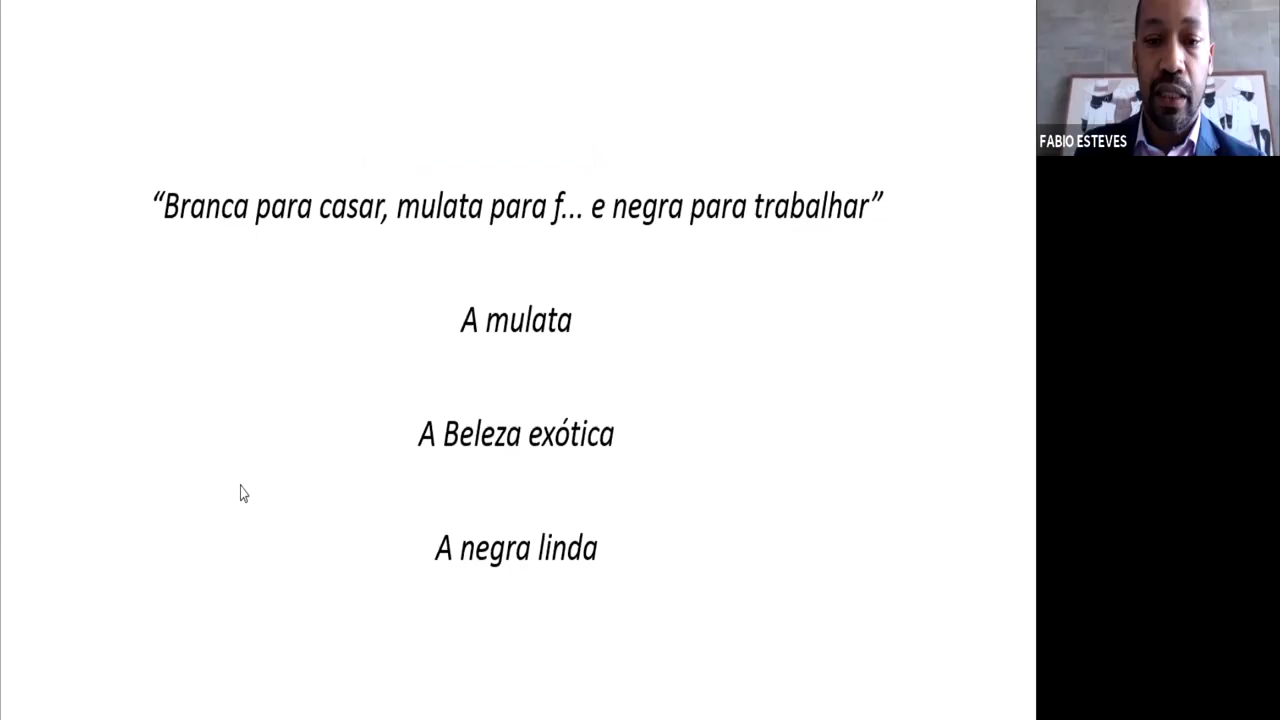 “Branca para casar, mulata para f... e negra para trabalhar”
A mulata
A Beleza exótica
A negra linda
FABIO ESTEVES